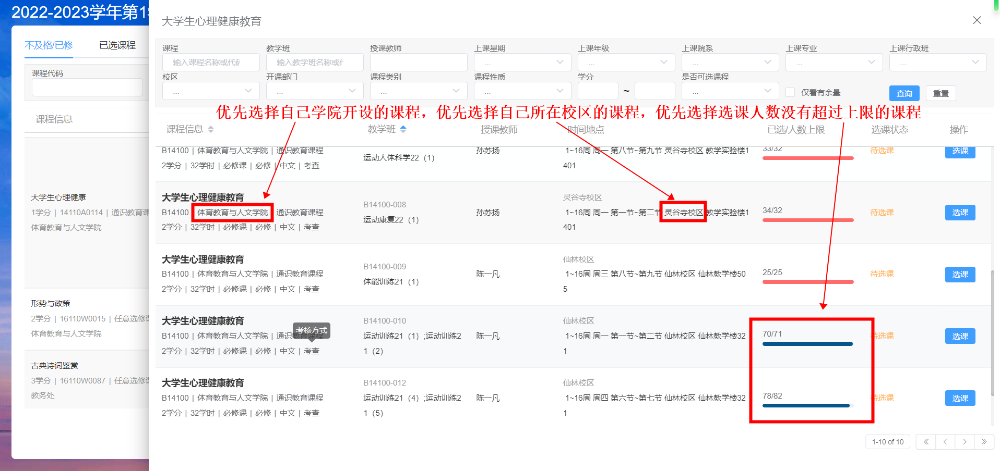 2022-2023学年第1
大学生心理健康教育
不及格/已修 已选课程
课程代码
课程信息
大学生心理健康
1学分 | 14110A0114 | 通识教育课
体育教育与人文学院
形势与政策
2学分 | 16110W0015 | 任意选修课
体育教育与人文学院
古典诗词鉴赏
3学分 | 16110W0087 | 任意选修课
教务处
课程 教学班 授课教师 上课星期 上课年级 上课院系 上课专业 上课行政班
输入课程名称或代码 输入教学班名称或代 ... ... ... ... ...
校区 开课部门 课程类别 课程性质 学分 是否可选课程
... ... ... ... ~ ... 仅看有余量 查询 重置
优先选择自己学院开设的课程，优先选择自己所在校区的课程，优先选择选课人数没有超过上限的课程
课程信息 教学班 授课教师 时间地点 已选/人数上限 选课状态 操作
B14100 | 体育教育与人文学院 | 通识教育课程 孙苏扬 1~16周 周一 第八节~第九节 灵谷寺校区 教学实验楼1 33/32 待选课 选课
运动人体科学22（1）
2学分 | 32学时 | 必修课 | 必修 | 中文 | 考查 401
大学生心理健康教育 灵谷寺校区
B14100-008
B14100 体育教育与人文学院 通识教育课程 孙苏扬 1~16周 周一 第一节~第二节 灵谷寺校区 教学实验楼1 34/32 待选课 选课
运动康复22（1）
2学分 | 32学时 | 必修课 | 必修 | 中文 | 考查 401
大学生心理健康教育 仙林校区
B14100-009
B14100 | 体育教育与人文学院 | 通识教育课程 陈一凡 1~16周 周三 第八节~第九节 仙林校区 仙林教学楼50 25/25 待选课 选课
体能训练21（1）
2学分 | 32学时 | 必修课 | 必修 | 中文 | 考查 5
大学生心理健康教育 B14100-010 仙林校区
考核方式
B14100 | 体育教育与人文学院 | 通识教育课程 运动训练21（1）;运动训练2 陈一凡 1~16周 周一 第一节~第二节 仙林校区 仙林教学楼32 70/71 待选课 选课
2学分 | 32学时 | 必修课 | 必修 | 中文 | 考查 1（2） 1
大学生心理健康教育 B14100-012 仙林校区
B14100 | 体育教育与人文学院 | 通识教育课程 运动训练21（4）;运动训练2 陈一凡 1~16周 周四 第六节~第七节 仙林校区 仙林教学楼32 78/82 待选课 选课
2学分 | 32学时 | 必修课 | 必修 | 中文 | 考查 1（5） 1
1-10 of 10